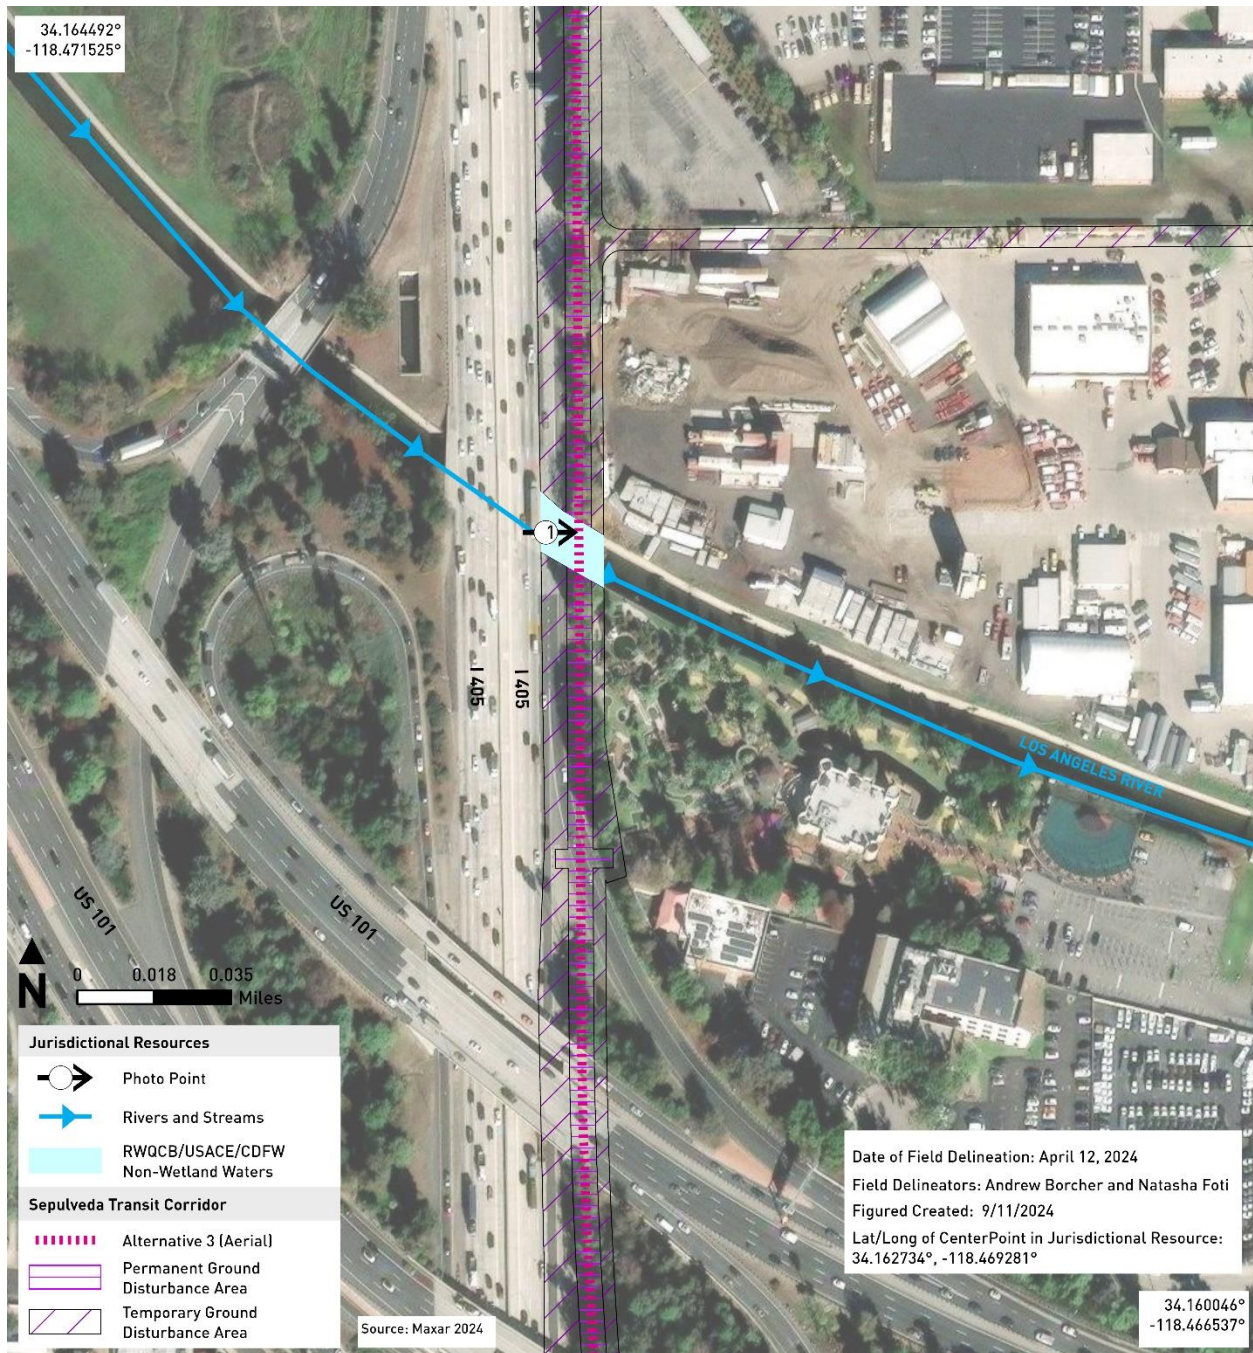 34.164492°
-118.471525°
1
I 405
I 405
LOS ANGELES RIVER
US 101
US 101
N
0 0.018 0.035
Miles
Jurisdictional Resources
Photo Point
Rivers and Streams
RWQCB/USACE/CDFW
Non-Wetland Waters
Sepulveda Transit Corridor
Alternative 3 (Aerial)
Permanent Ground
Disturbance Area
Temporary Ground
Disturbance Area
Source: Maxar 2024
Date of Field Delineation: April 12, 2024
Field Delineators: Andrew Borcher and Natasha Foti
Figured Created: 9/11/2024
Lat/Long of CenterPoint in Jurisdictional Resource:
34.162734°, -118.469281°
34.160046°
-118.466537°